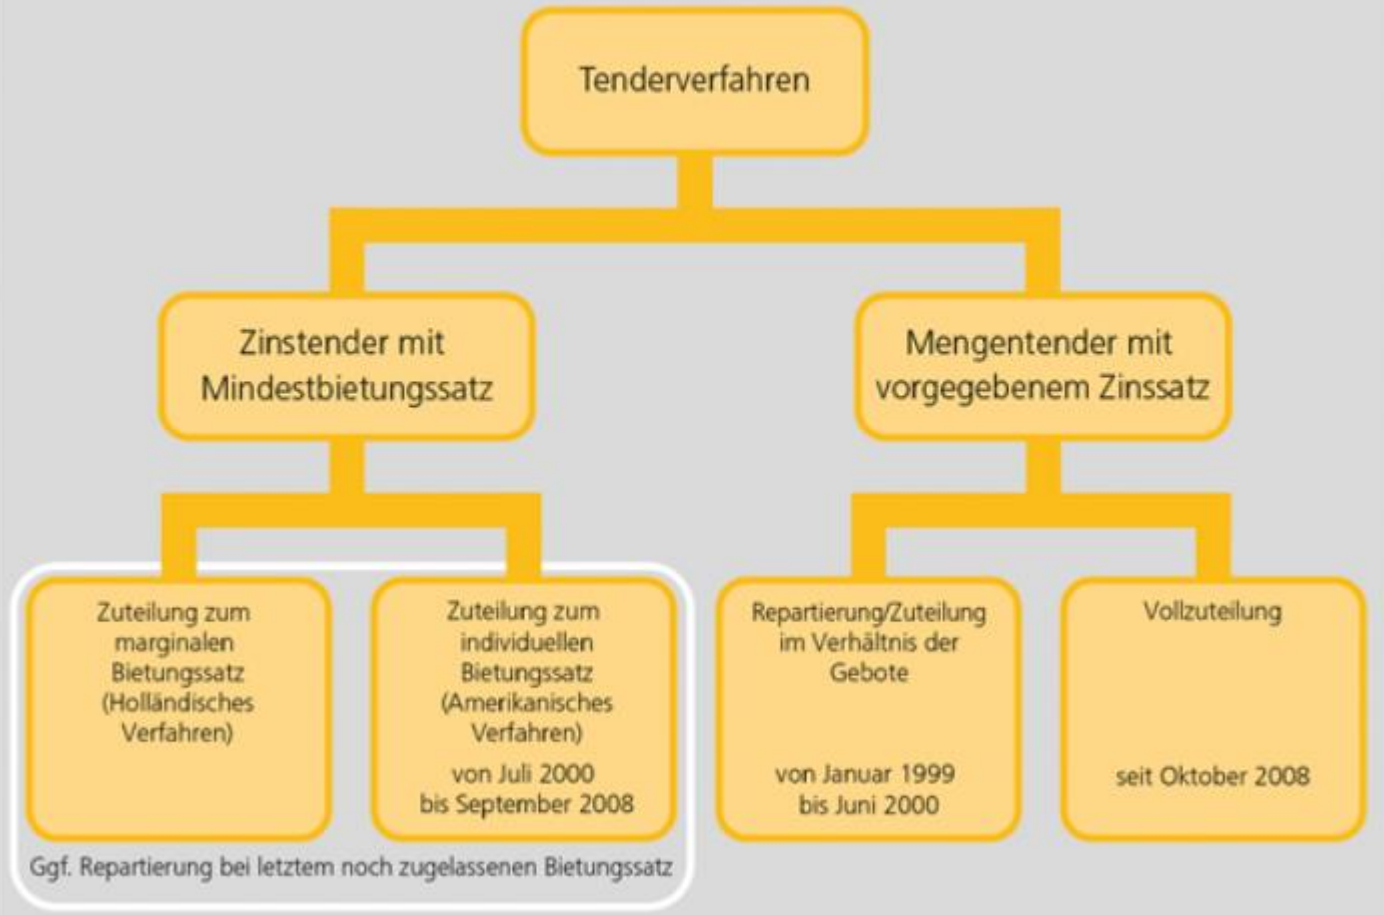 Tenderverfahren
Zinstender mit
Mindestbietungssatz
Mengentender mit
vorgegebenem Zinssatz
Zuteilung zum
marginalen
Bietungssatz
(Holländisches
Verfahren)
Zuteilung zum
individuellen
Bietungssatz
(Amerikanisches
Verfahren)
von Juli 2000
bis September 2008
Repartierung/Zuteilung
im Verhältnis der
Gebote
von Januar 1999
bis Juni 2000
Vollzuteilung
seit Oktober 2008
Ggf. Repartierung bei letztem noch zugelassenen Bietungssatz